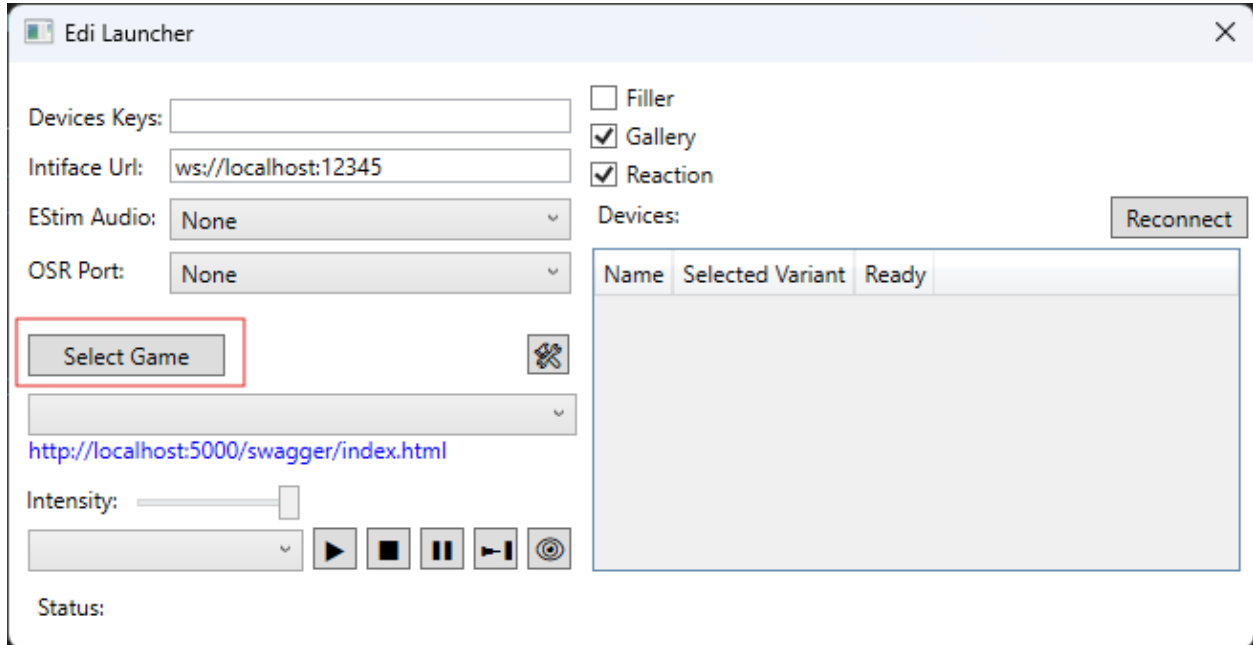 Edi Launcher
Devices Keys:
Intiface Url: ws://localhost:12345
EStim Audio: None
OSR Port: None
Select Game
http://localhost:5000/swagger/index.html
Intensity:
Status:
Filler
Gallery
Reaction
Devices: Reconnect
Name Selected Variant Ready